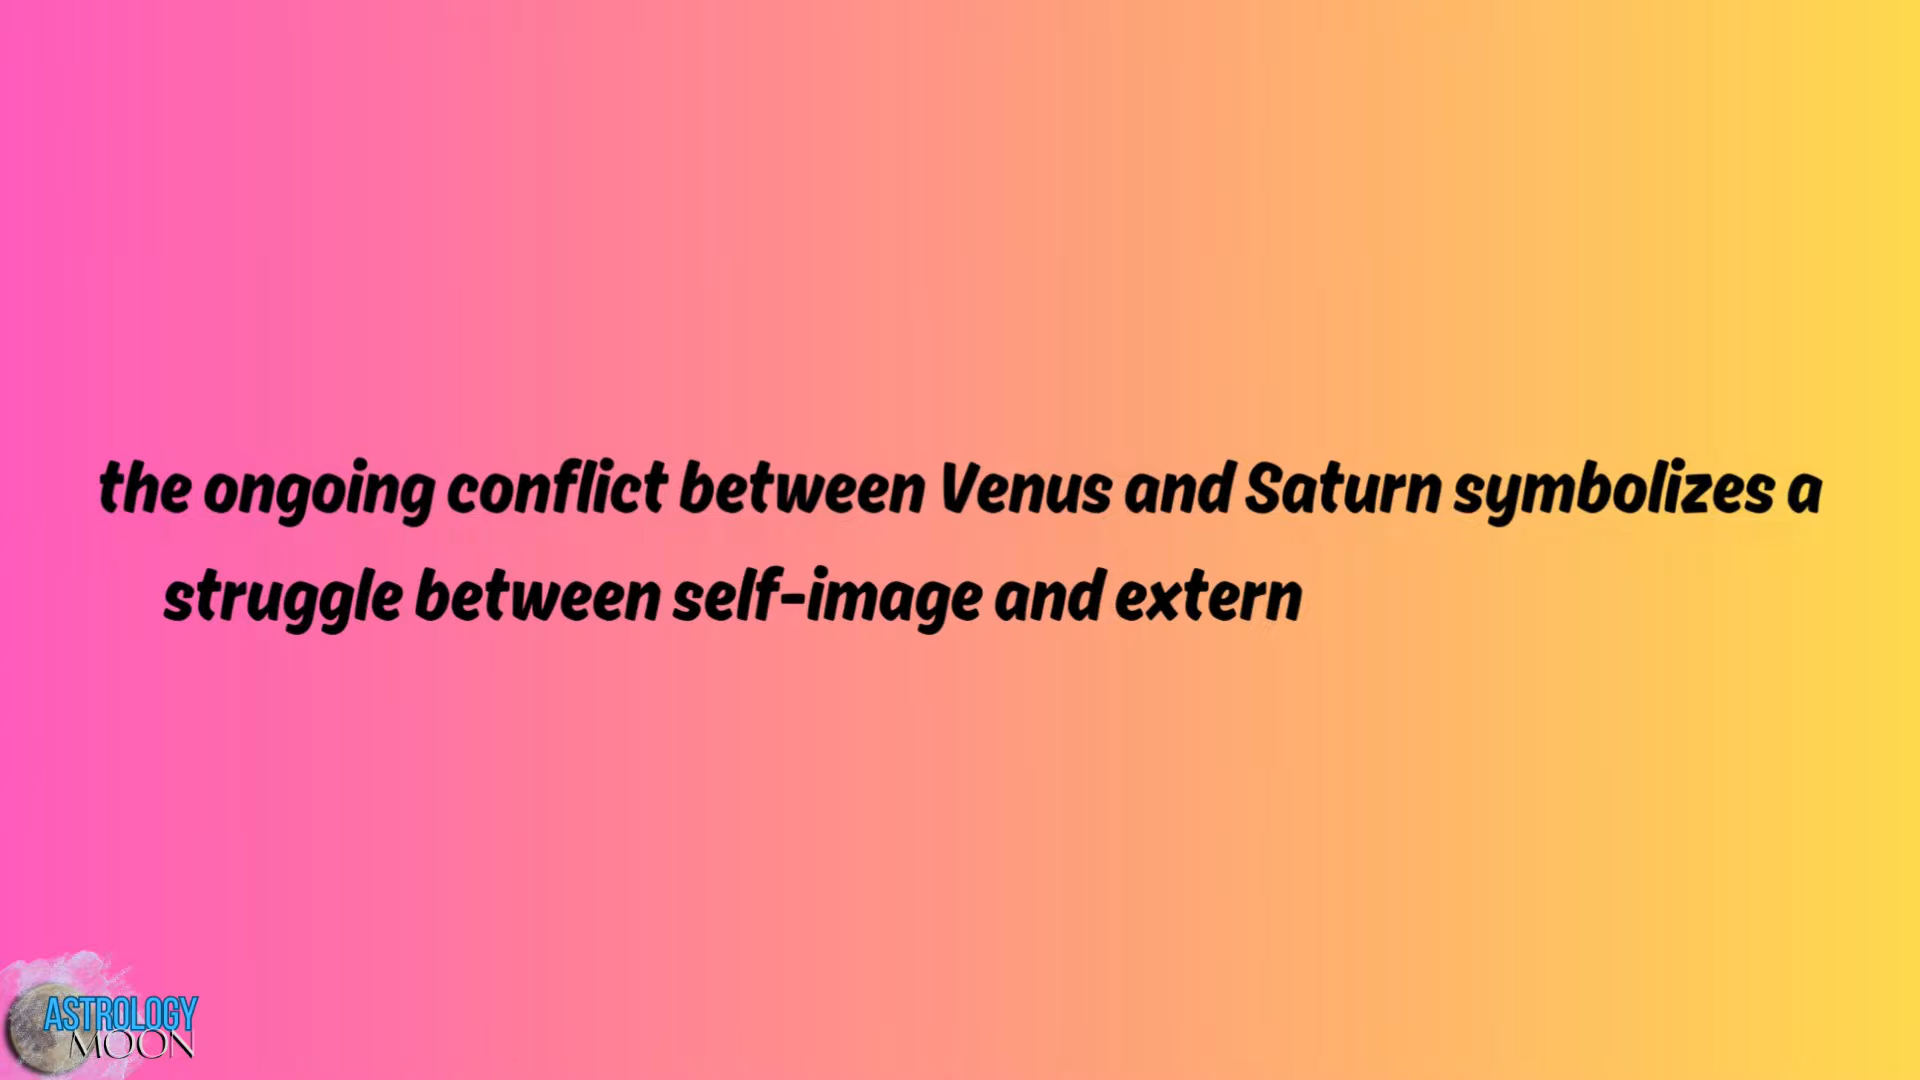 the ongoing conflict between Venus and Saturn symbolizes a
struggle between self-image and extern
ASTROLOGY
MOON